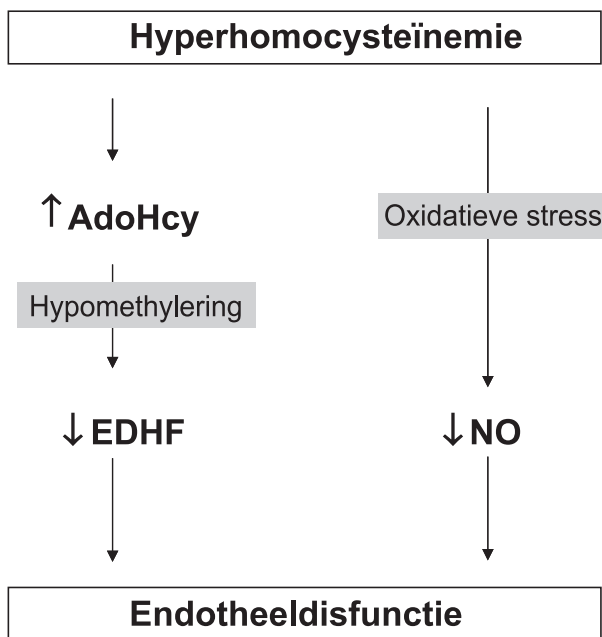 Hyperhomocysteïnemie
↑ AdoHcy
Oxidatieve stress
Hypomethylering
↓ EDHF
↓ NO
Endotheeldisfunctie